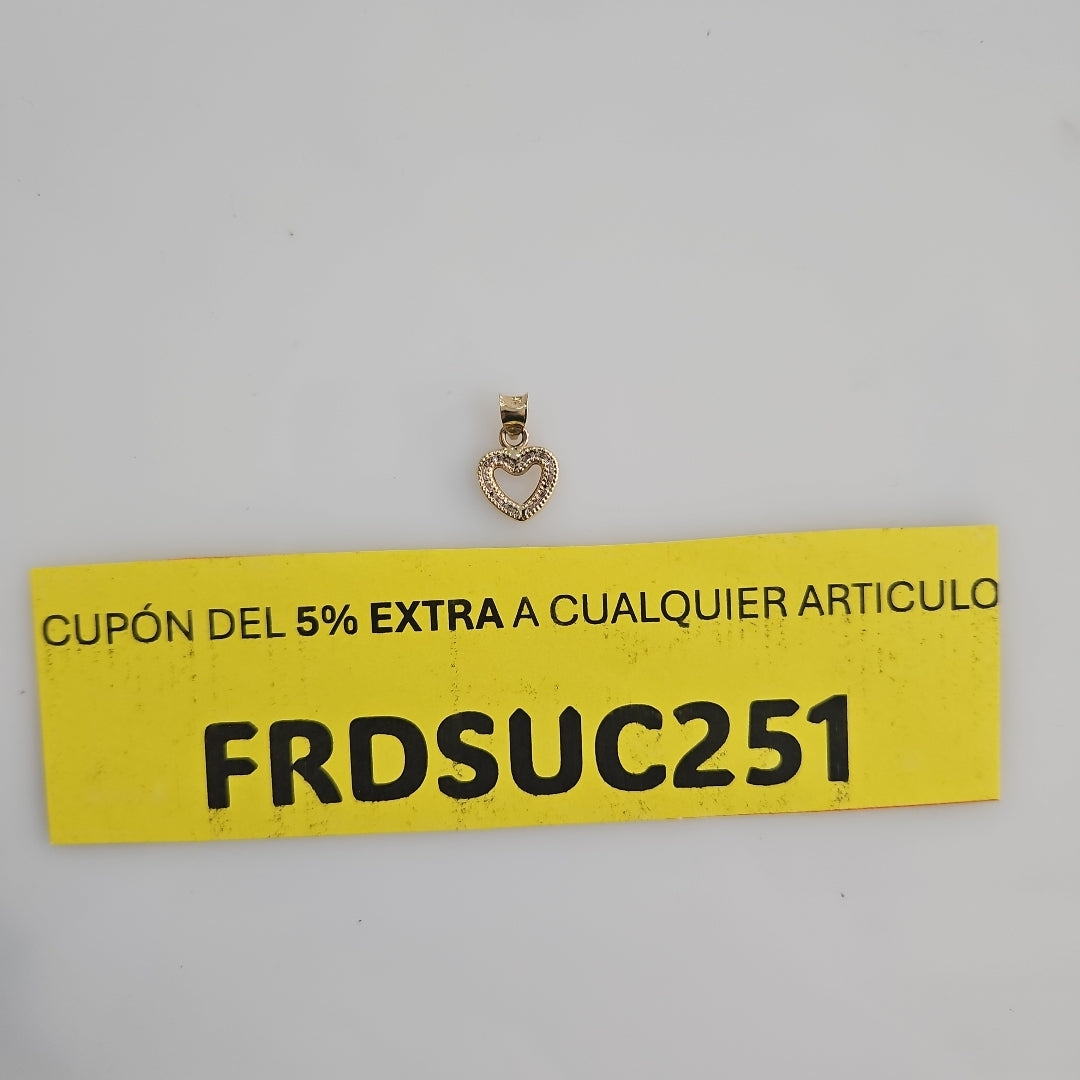 CUPÓN DEL 5% EXTRA A CUALQUIER ARTICULO
FRDSUC251